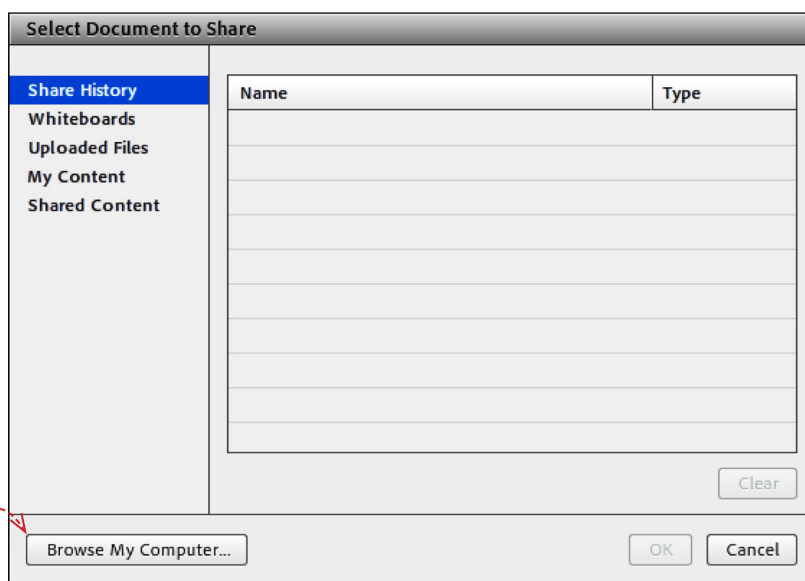 Select Document to Share
Share History
Whiteboards
Uploaded Files
My Content
Shared Content
Name Type
Clear
Browse My Computer... OK Cancel